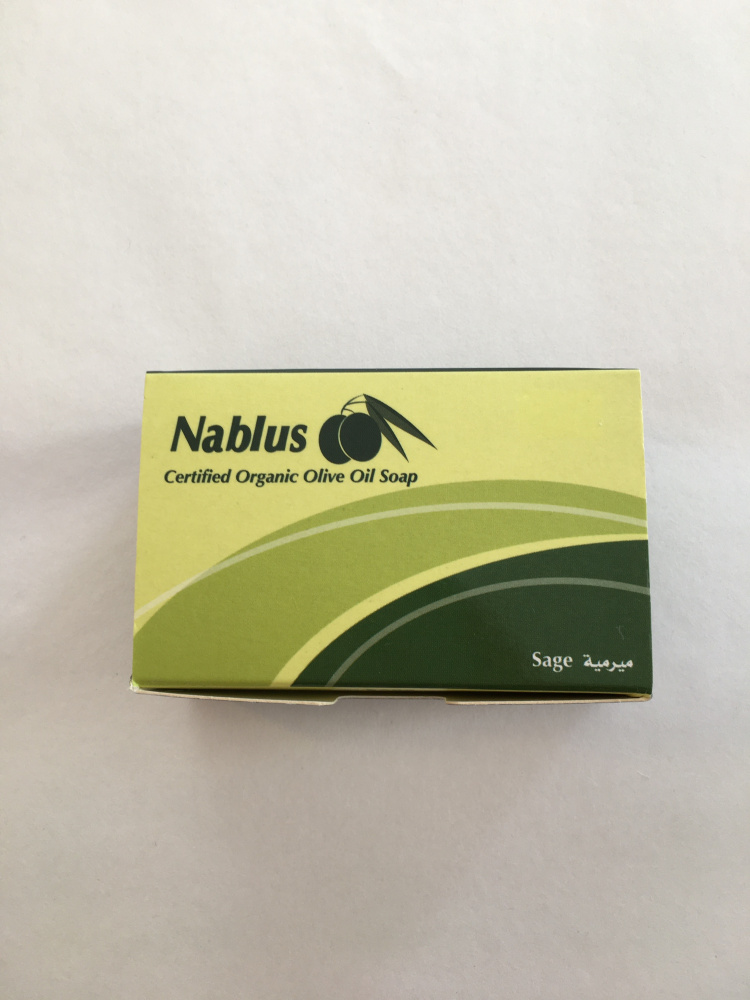 Nablus
Certified Organic Olive Oil Soap
Sage ميرمية